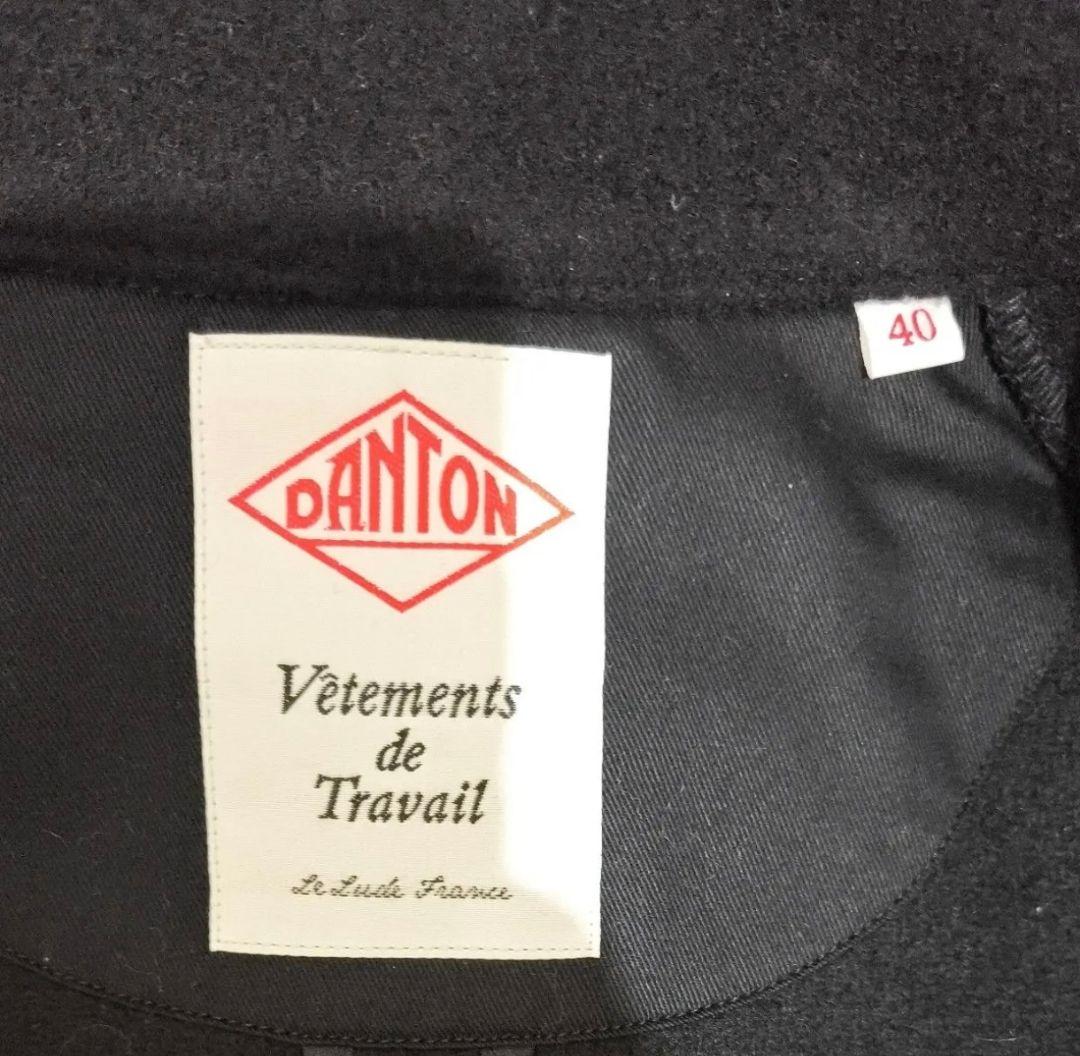 40
DANTON
Vêtements
de
Travail
Le Lude France